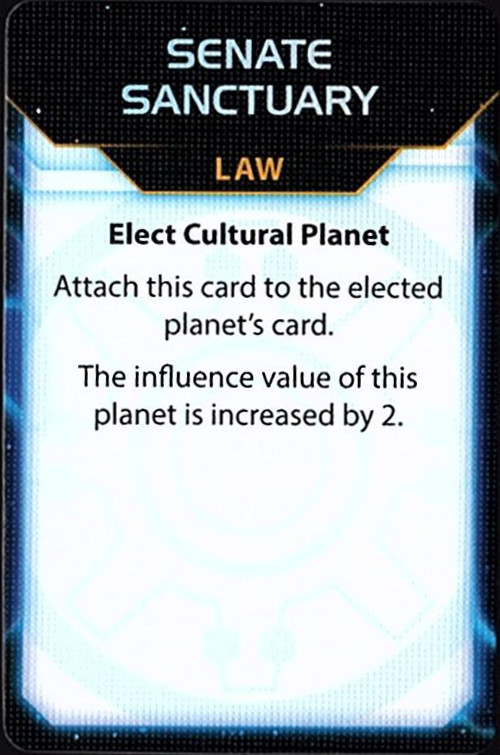 SENATE
SANCTUARY
LAW
Elect Cultural Planet
Attach this card to the elected
planet's card.
The influence value of this
planet is increased by 2.